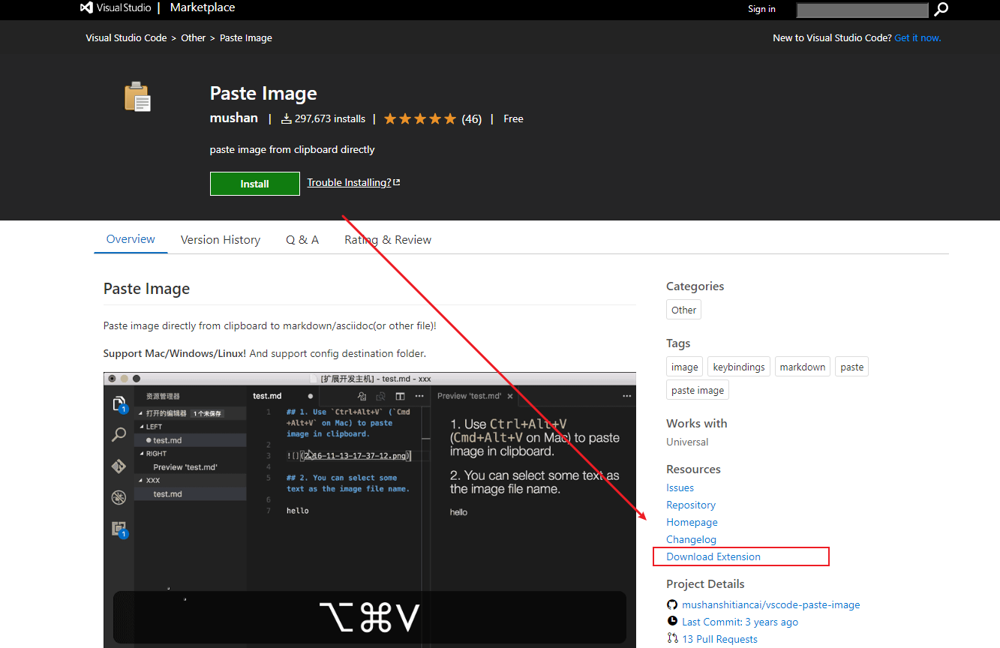 Visual Studio | Marketplace
Sign in
Visual Studio Code > Other > Paste Image
New to Visual Studio Code? Get it now.
Paste Image
mushan | 297,673 installs | (46) | Free
paste image from clipboard directly
Install
Trouble Installing?
Overview
Version History
Q & A
Rating & Review
Paste Image
Paste image directly from clipboard to markdown/asciidoc(or other file)!
Support Mac/Windows/Linux! And support config destination folder.
[扩展开发主机] - test.md - xxx
资源管理器
打开的编辑器 1 个未保存
LEFT
test.md
RIGHT
Preview 'test.md'
XXX
test.md
1
1
test.md
1 ## 1. Use `Ctrl+Alt+V` (`Cmd
+Alt+V` on Mac) to paste
image in clipboard.
2
3 ![](2016-11-13-17-37-12.png)
4
5 ## 2. You can select some
text as the image file name.
6
7 hello
Preview 'test.md'
1. Use Ctrl+Alt+V
(Cmd+Alt+V on Mac) to paste
image in clipboard.
2. You can select some text as
the image file name.
hello
⌥⌘V
Categories
Other
Tags
image keybindings markdown paste
paste image
Works with
Universal
Resources
Issues
Repository
Homepage
Changelog
Download Extension
Project Details
mushanshitiancai/vscode-paste-image
Last Commit: 3 years ago
13 Pull Requests